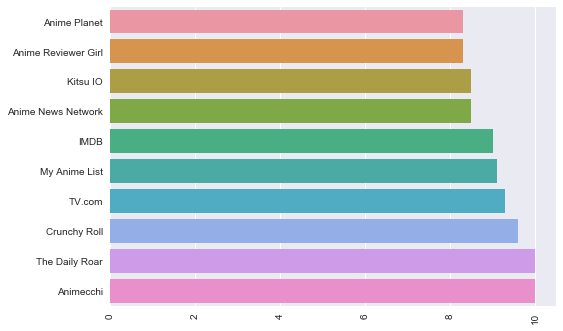 Anime Planet
Anime Reviewer Girl
Kitsu IO
Anime News Network
IMDB
My Anime List
TV.com
Crunchy Roll
The Daily Roar
Animecchi
0
2
4
6
8
10